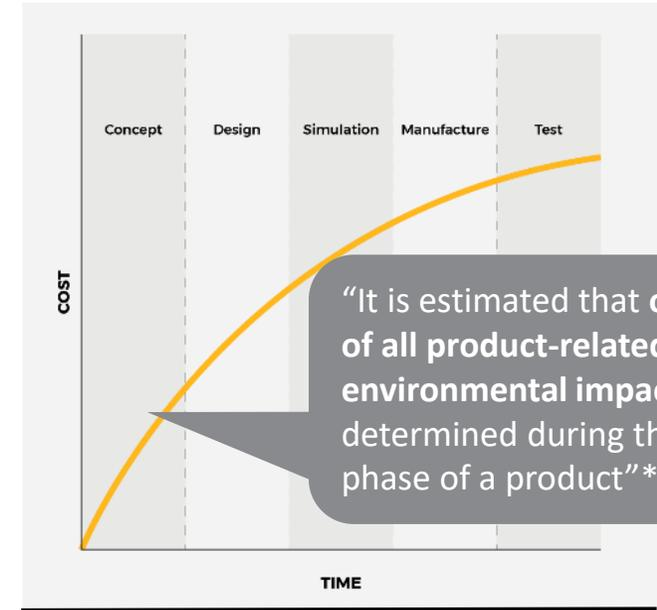 Concept Design Simulation Manufacture Test
COST
“It is estimated that
of all product-related
environmental impa
determined during th
phase of a product”*
TIME